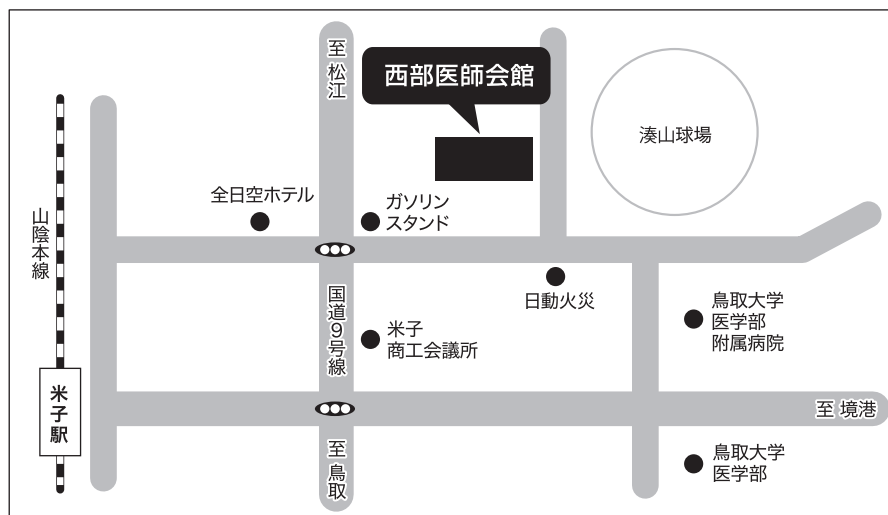 至 松江
西部医師会館
湊山球場
全日空ホテル
ガソリン
スタンド
山陰本線
国道9号線
日動火災
米子
商工会議所
鳥取大学
医学部
附属病院
米子駅
至 境港
至 鳥取
鳥取大学
医学部